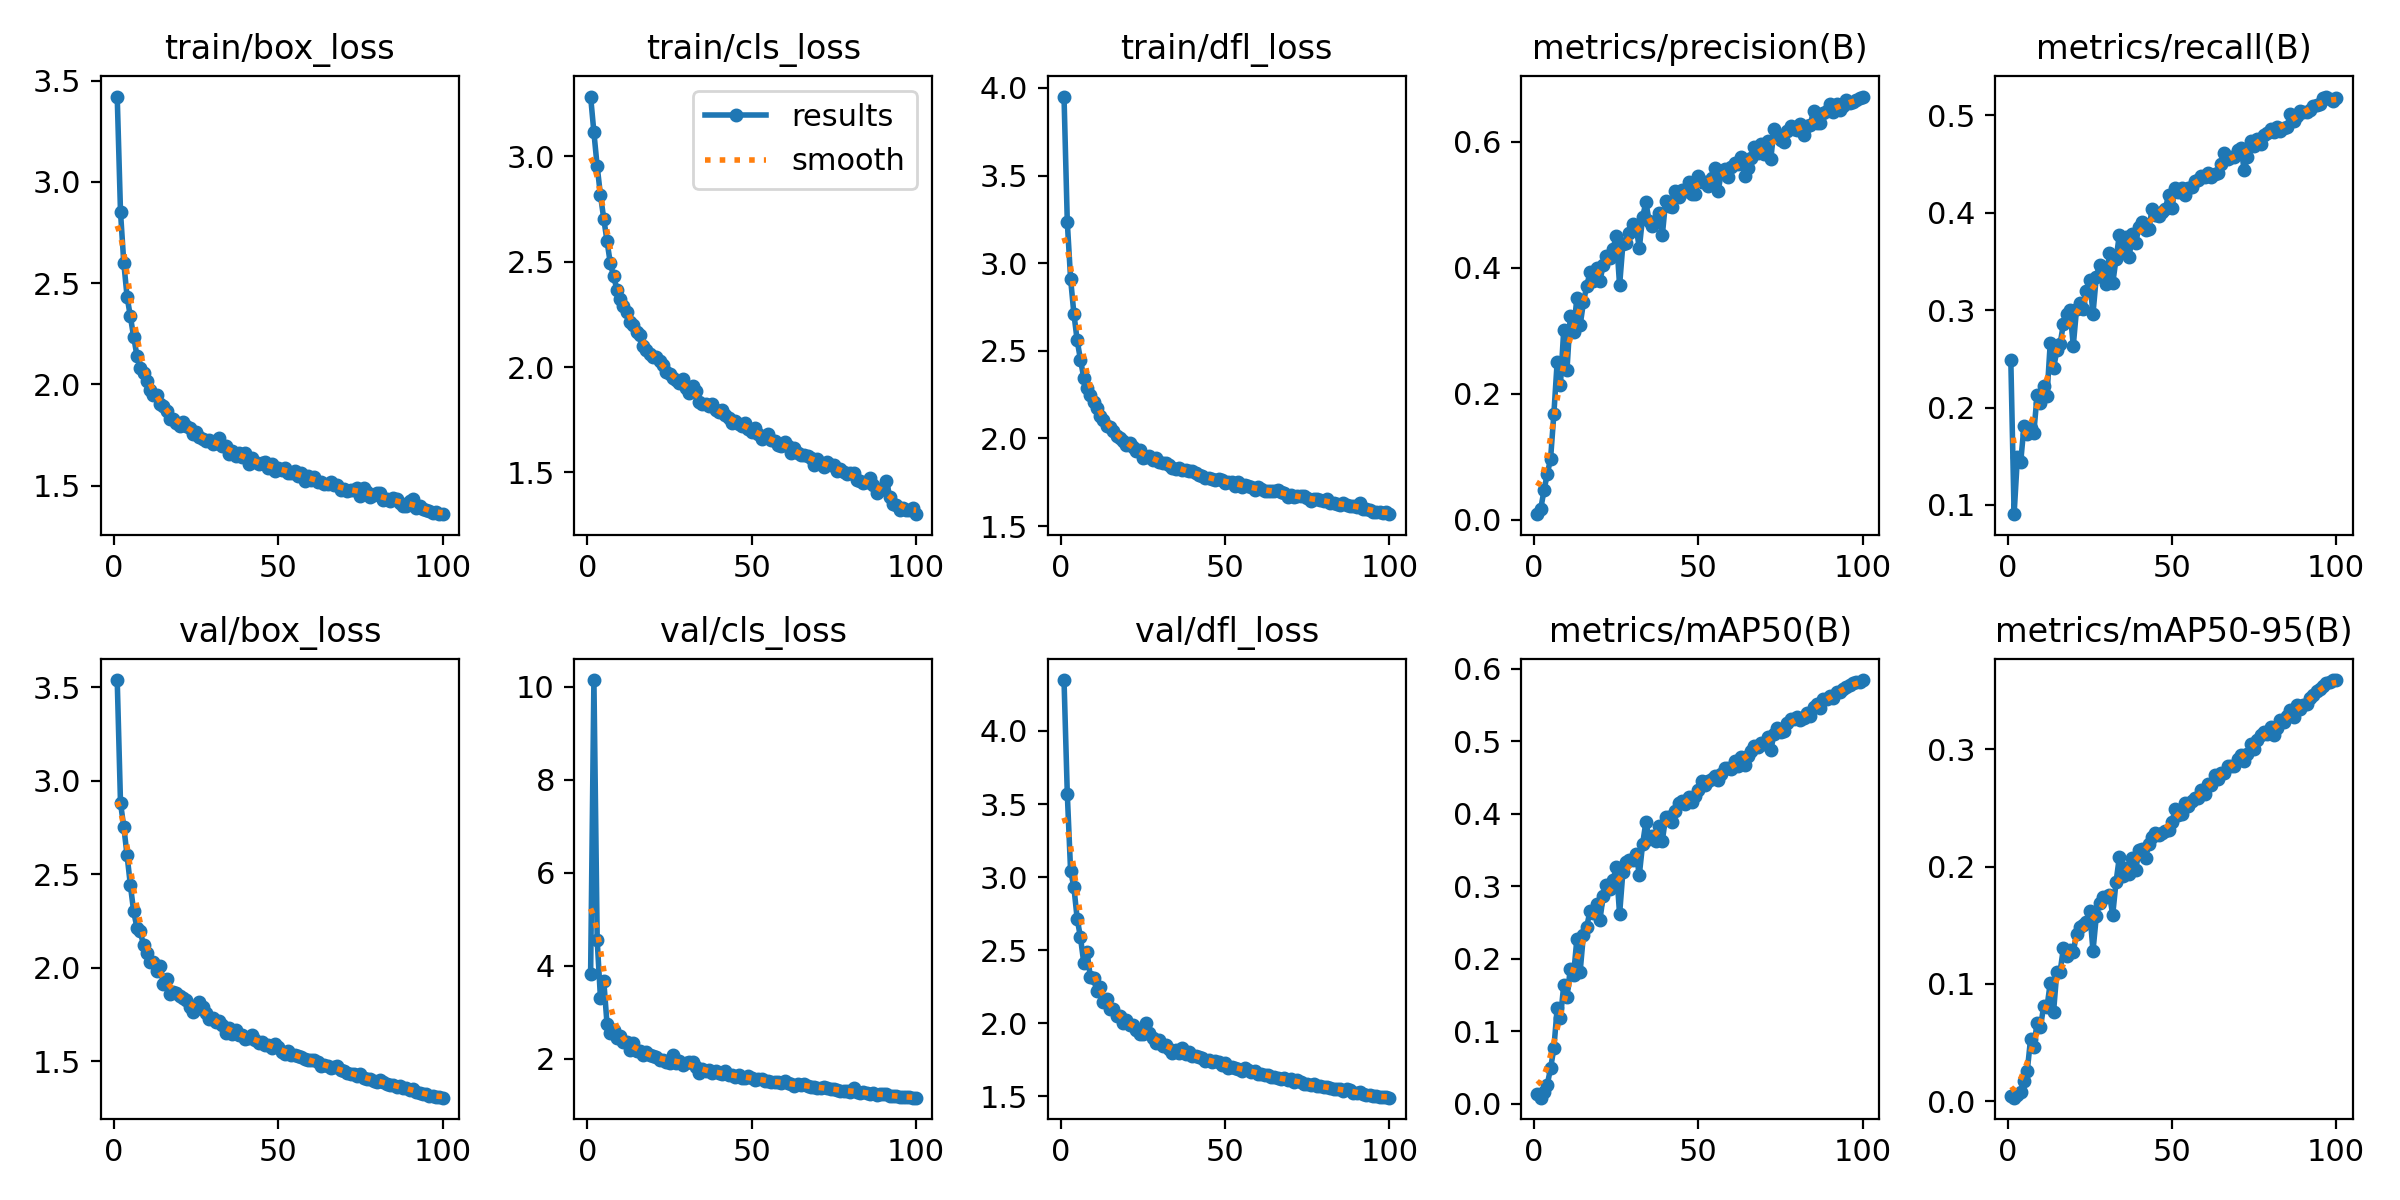 train/box_loss
3.5
3.0
2.5
2.0
1.5
0 50 100
train/cls_loss
results
smooth
3.0
2.5
2.0
1.5
0 50 100
train/dfl_loss
4.0
3.5
3.0
2.5
2.0
1.5
0 50 100
metrics/precision(B)
0.6
0.4
0.2
0.0
0 50 100
metrics/recall(B)
0.5
0.4
0.3
0.2
0.1
0 50 100
val/box_loss
3.5
3.0
2.5
2.0
1.5
0 50 100
val/cls_loss
10
8
6
4
2
0 50 100
val/dfl_loss
4.0
3.5
3.0
2.5
2.0
1.5
0 50 100
metrics/mAP50(B)
0.6
0.5
0.4
0.3
0.2
0.1
0.0
0 50 100
metrics/mAP50-95(B)
0.3
0.2
0.1
0.0
0 50 100